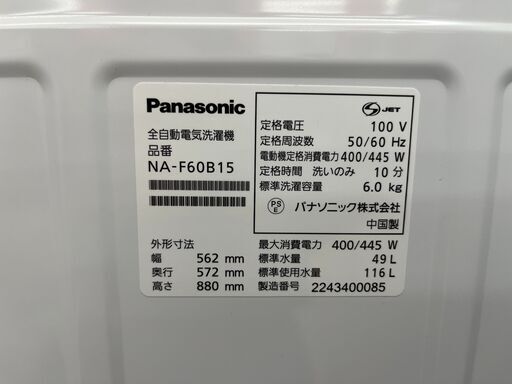 Panasonic
全自動電気洗濯機
品番
NA-F60B15
外形寸法
幅 562 mm
奥行 572 mm
高さ 880 mm
S JET
定格電圧 100 V
定格周波数 50/60 Hz
電動機定格消費電力 400/445 W
定格時間 洗いのみ 10 分
標準洗濯容量 6.0 kg
PS E パナソニック株式会社
中国製
最大消費電力 400/445 W
標準水量 49 L
標準使用水量 116 L
製造番号 2243400085